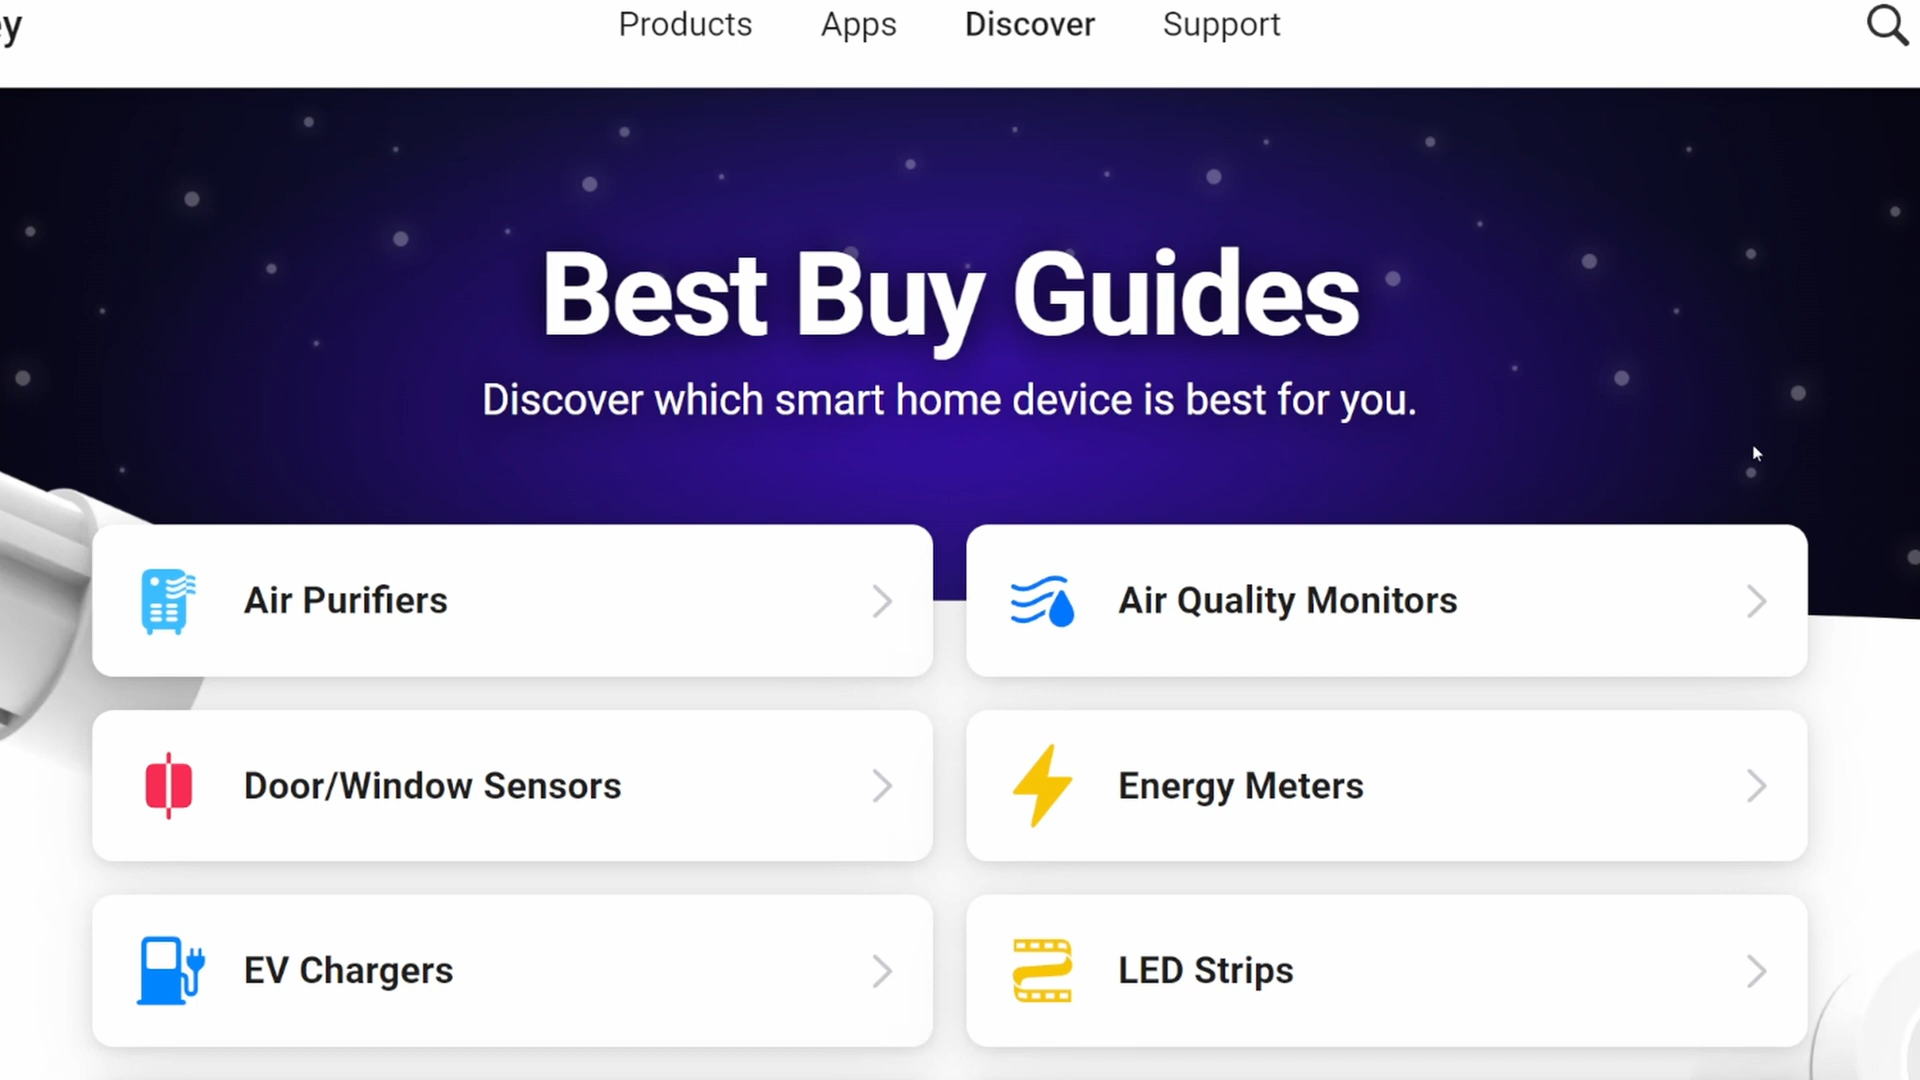 ey
Products Apps Discover Support
Best Buy Guides
Discover which smart home device is best for you.
Air Purifiers
Air Quality Monitors
Door/Window Sensors
Energy Meters
EV Chargers
LED Strips